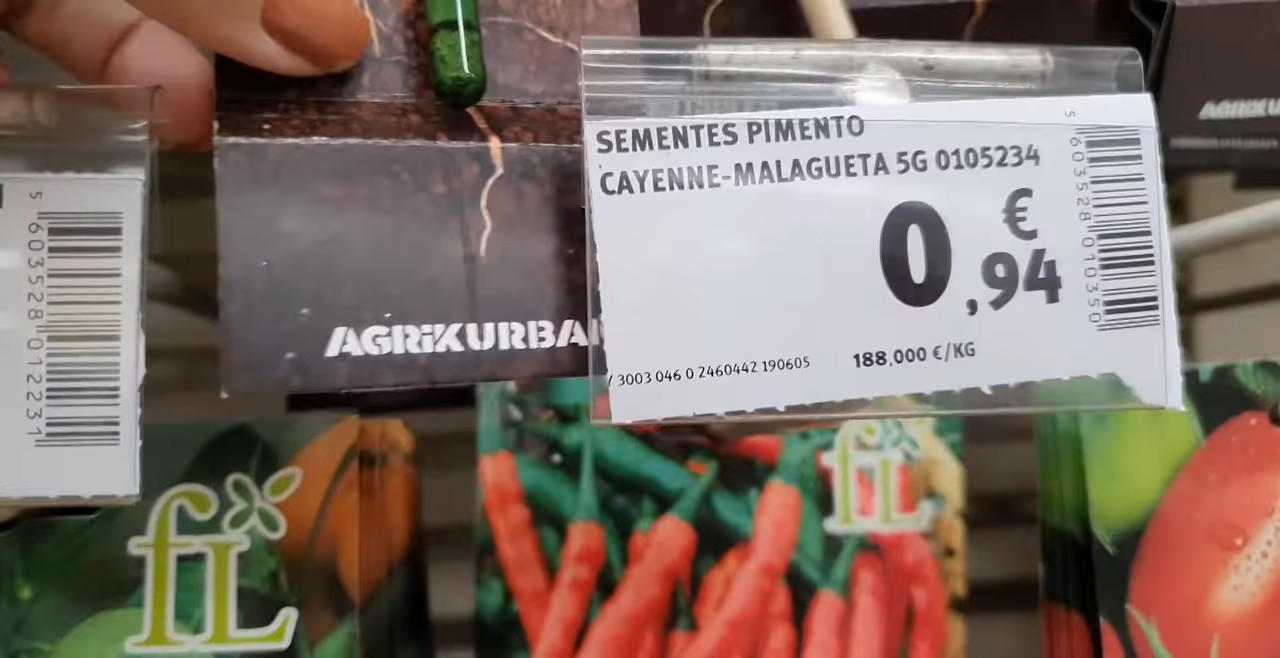 SEMENTES PIMENTO
CAYENNE-MALAGUETA 5G 0105234
0,94 €
188,000 €/KG
/ 3003 046 0 2460442 190605
5 603528 010350
5 603528 012231
AGRIKURBA
fL
fL